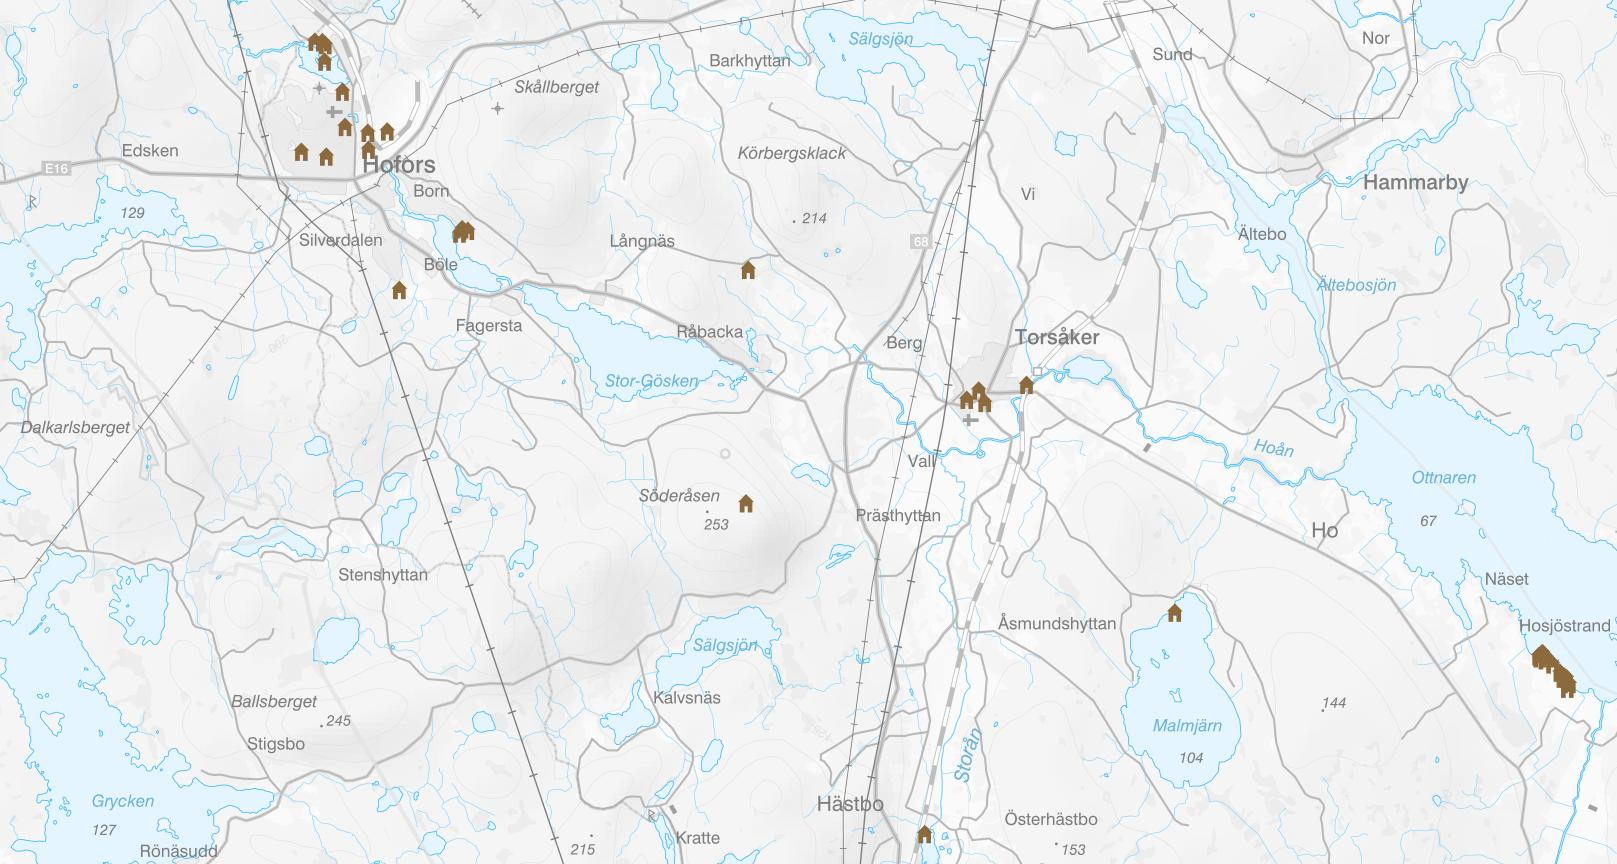 Nor
Sälgsjön
Sund
Barkhyttan
Skållberget
Edsken
Körbergsklack
Hofors
E16
Hammarby
Born
Vi
129
214
Ältebo
Silverdalen
Långnäs
68
Böle
Ältebosjön
Fagersta
Råbacka
Torsåker
Berg
200
Stor-Gösken
Dalkarlsberget
Hoån
Vall
Ottnaren
Söderåsen
253
Prästhyttan
67
Ho
Stenshyttan
Näset
Åsmundshyttan
Hosjöstrand
Sälgsjön
Kalvsnäs
Ballsberget
245
144
Malmjärn
Stigsbo
Storån
104
Grycken
127
Hästbo
Österhästbo
Kratte
215
153
Rönäsudd